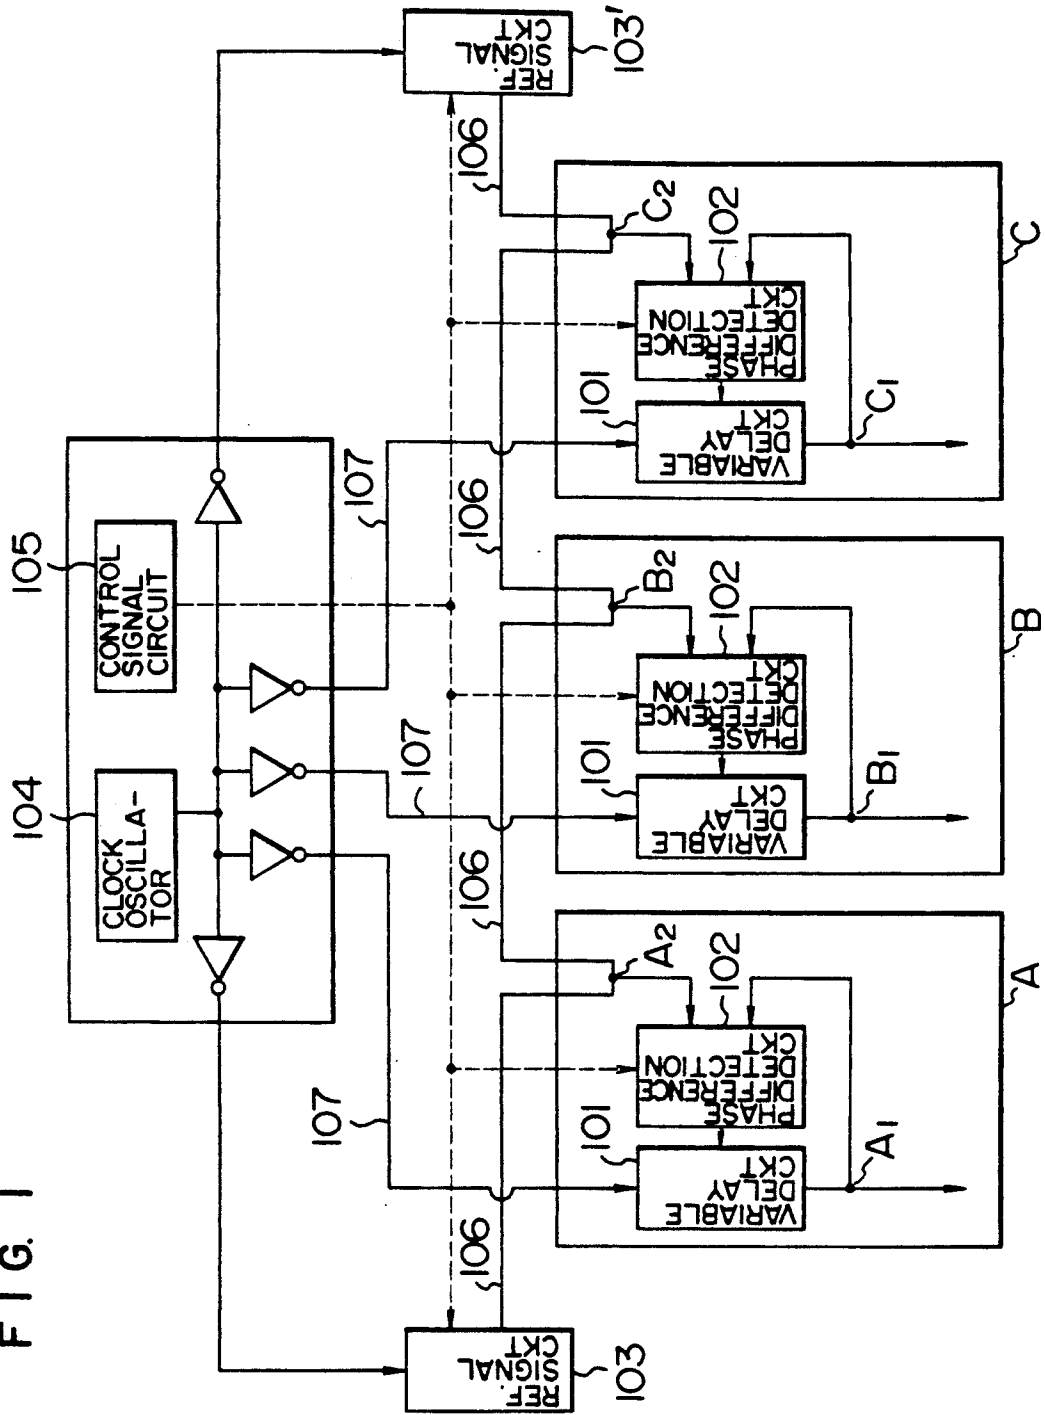 FIG. 1
104
CLOCK
OSCILLA-
TOR
105
CONTROL
SIGNAL
CIRCUIT
107
107
107
103
REF.
SIGNAL
CKT
103'
REF.
SIGNAL
CKT
106
106
106
106
101
VARIABLE
DELAY
CKT
102
PHASE
DIFFERENCE
DETECTION
CKT
A1
A2
A
101
VARIABLE
DELAY
CKT
102
PHASE
DIFFERENCE
DETECTION
CKT
B1
B2
B
101
VARIABLE
DELAY
CKT
102
PHASE
DIFFERENCE
DETECTION
CKT
C1
C2
C